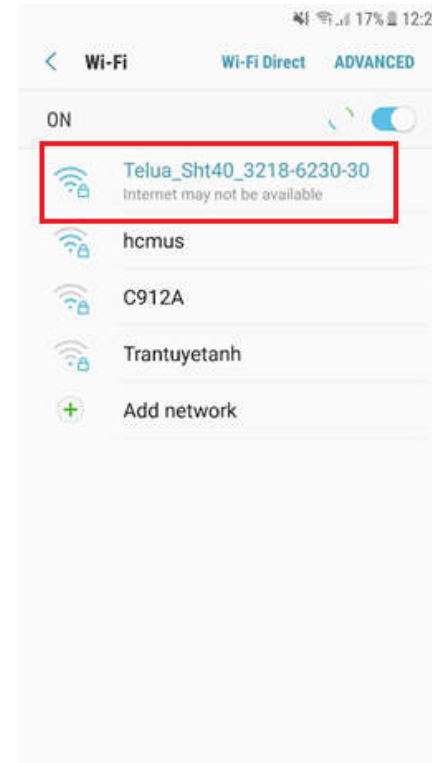 17% 12:2
Wi-Fi Wi-Fi Direct ADVANCED
ON
Telua_Sht40_3218-6230-30
Internet may not be available
hcmus
C912A
Trantuyetanh
Add network